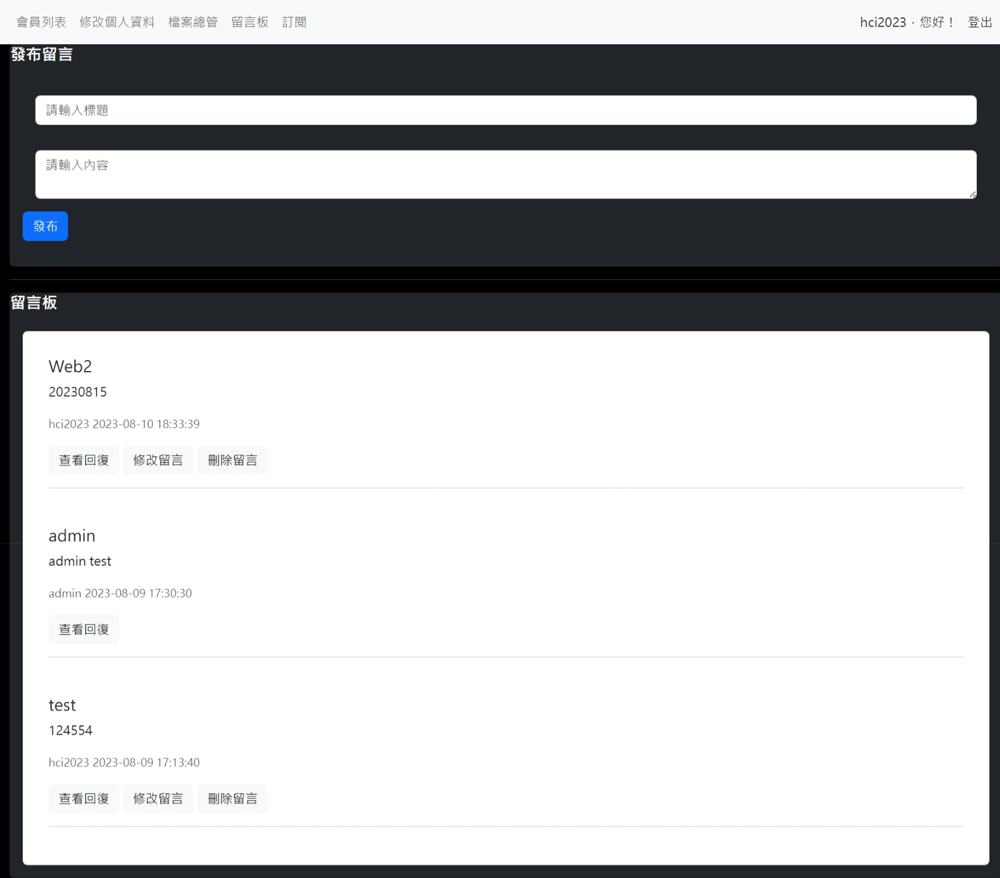 會員列表 修改個人資料 檔案總管 留言板 訂閱 hci2023，您好！ 登出
發布留言
請輸入標題
請輸入內容
發布
留言板
Web2
20230815
hci2023 2023-08-10 18:33:39
查看回復 修改留言 刪除留言
admin
admin test
admin 2023-08-09 17:30:30
查看回復
test
124554
hci2023 2023-08-09 17:13:40
查看回復 修改留言 刪除留言